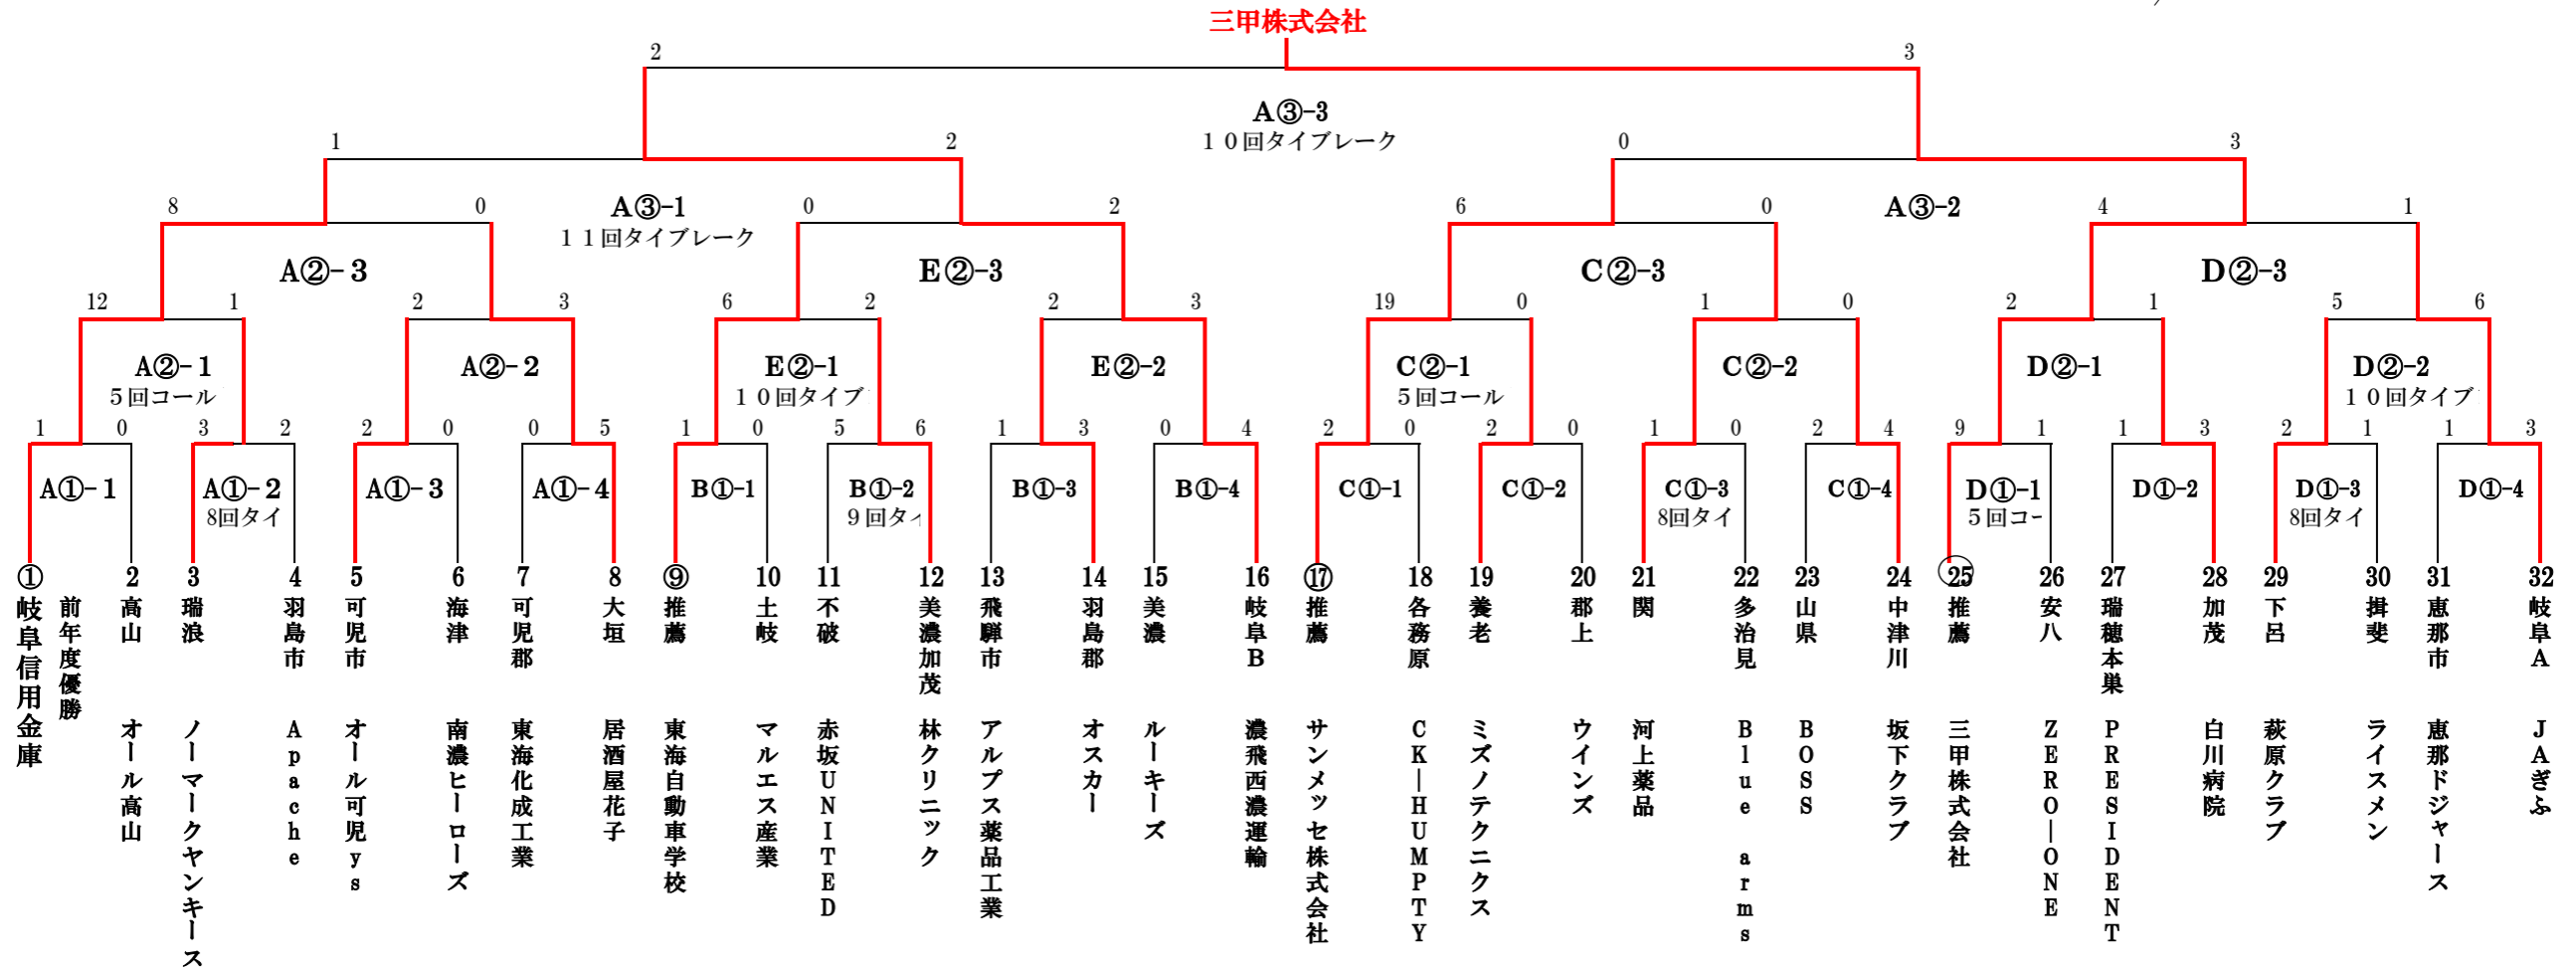 三甲株式会社
2 3
A③-3
１０回タイブレーク
1 2 0 3
8 0 A③-1 0 2 6 0 A③-2 4 1
１１回タイブレーク
A②-3 E②-3 C②-3 D②-3
12 1 2 3 6 2 2 3 19 0 1 0 2 1 5 6
A②-1 A②-2 E②-1 E②-2 C②-1 C②-2 D②-1 D②-2
５回コール １０回タイブ ５回コール １０回タイブ
1 0 3 2 2 0 0 5 1 0 5 6 1 3 0 4 2 0 2 0 1 0 2 4 9 1 1 3 2 1 1 3
A①-1 A①-2 A①-3 A①-4 B①-1 B①-2 B①-3 B①-4 C①-1 C①-2 C①-3 C①-4 D①-1 D①-2 D①-3 D①-4
8回タイ ９回タイ 8回タイ ５回コー 8回タイ
① 2 3 4 5 6 7 8 ⑨ 10 11 12 13 14 15 16 ⑰ 18 19 20 21 22 23 24 ㉕ 26 27 28 29 30 31 32
岐阜信用金庫
前年度優勝
高山 オール高山
瑞浪 ノーマークヤンキース
羽島市 Apache
可児市 オール可児ys
海津 南濃ヒーローズ
可児郡 東海化成工業
大垣 居酒屋花子
推薦 東海自動車学校
土岐 マルエス産業
不破 赤坂UNITED
美濃加茂 林クリニック
飛騨市 アルプス薬品工業
羽島郡 オスカー
美濃 ルーキーズ
岐阜B 濃飛西濃運輸
推薦 サンメッセ株式会社
各務原 CK―HUMPTY
養老 ミズノテクニクス
郡上 ウインズ
関 河上薬品
多治見 Blue arms
山県 BOSS
中津川 坂下クラブ
推薦 三甲株式会社
安八 ZERO―ONE
瑞穂本巣 PRESIDENT
加茂 白川病院
下呂 萩原クラブ
揖斐 ライスメン
恵那市 恵那ドジャース
岐阜A JAぎふ